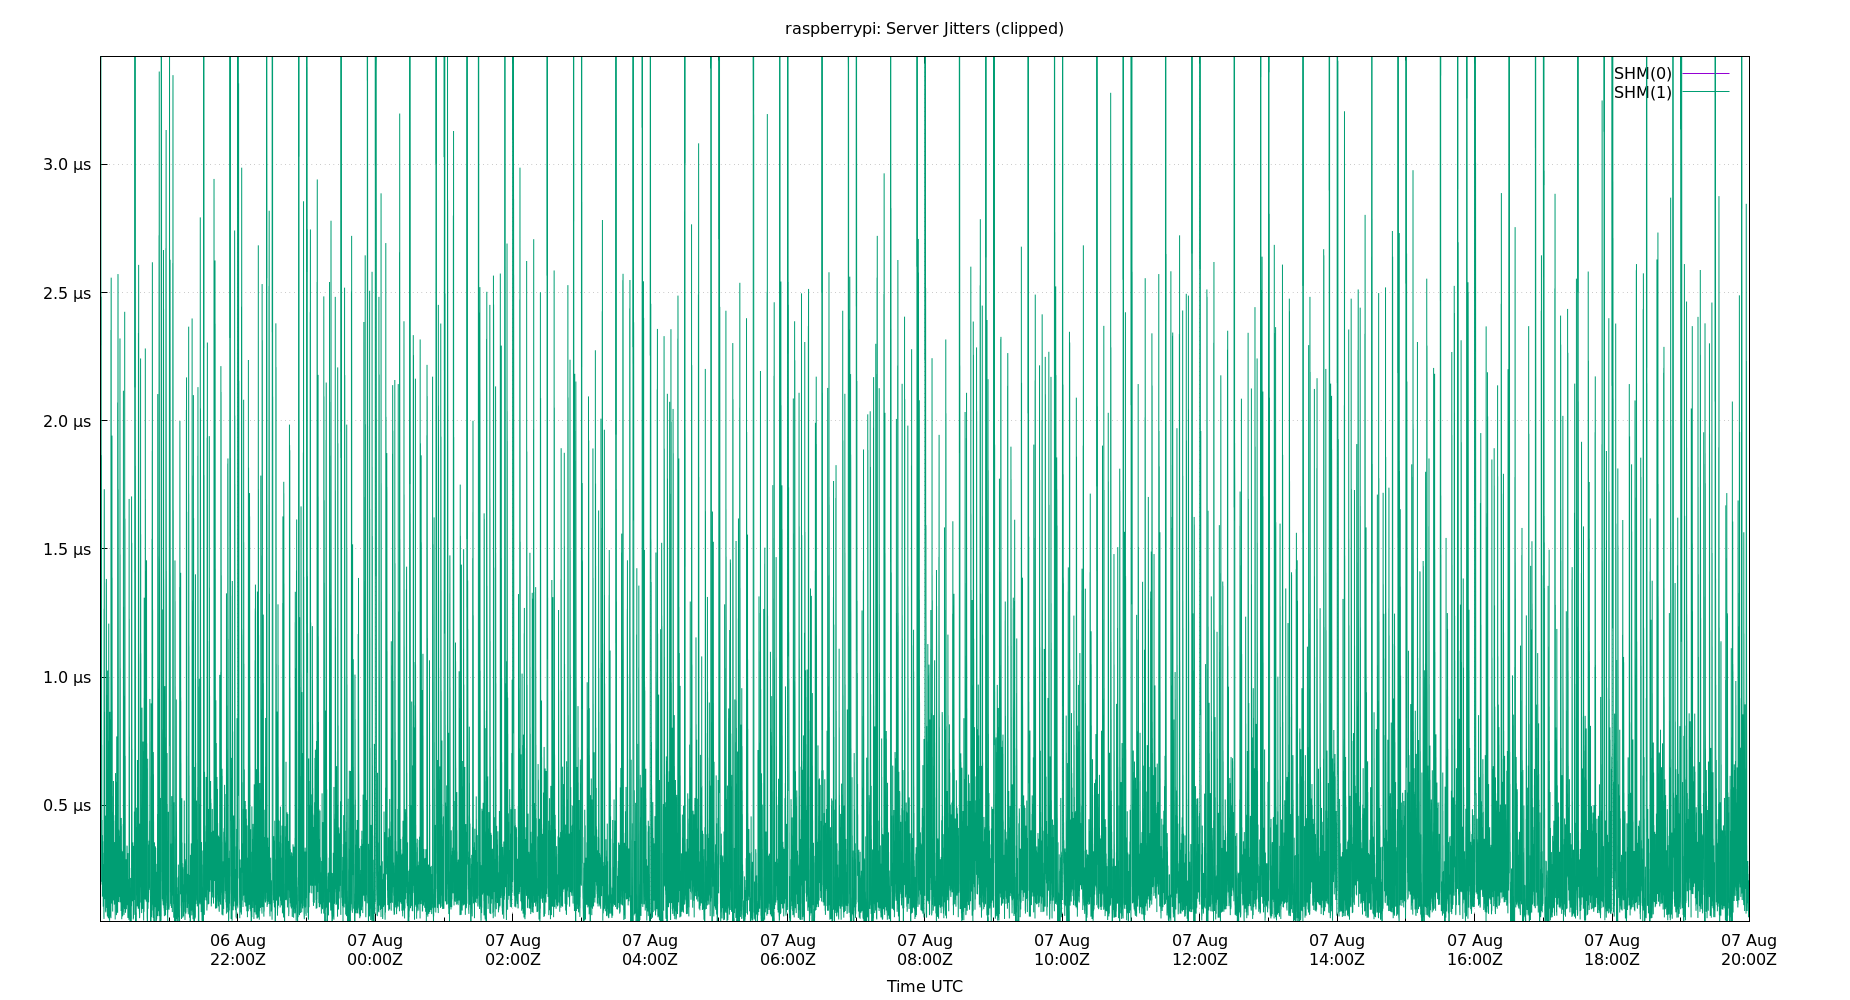 raspberrypi: Server Jitters (clipped)
SHM(0)
SHM(1)
3.0 µs
2.5 µs
2.0 µs
1.5 µs
1.0 µs
0.5 µs
06 Aug 07 Aug 07 Aug 07 Aug 07 Aug 07 Aug 07 Aug 07 Aug 07 Aug 07 Aug 07 Aug 07 Aug
22:00Z 00:00Z 02:00Z 04:00Z 06:00Z 08:00Z 10:00Z 12:00Z 14:00Z 16:00Z 18:00Z 20:00Z
Time UTC